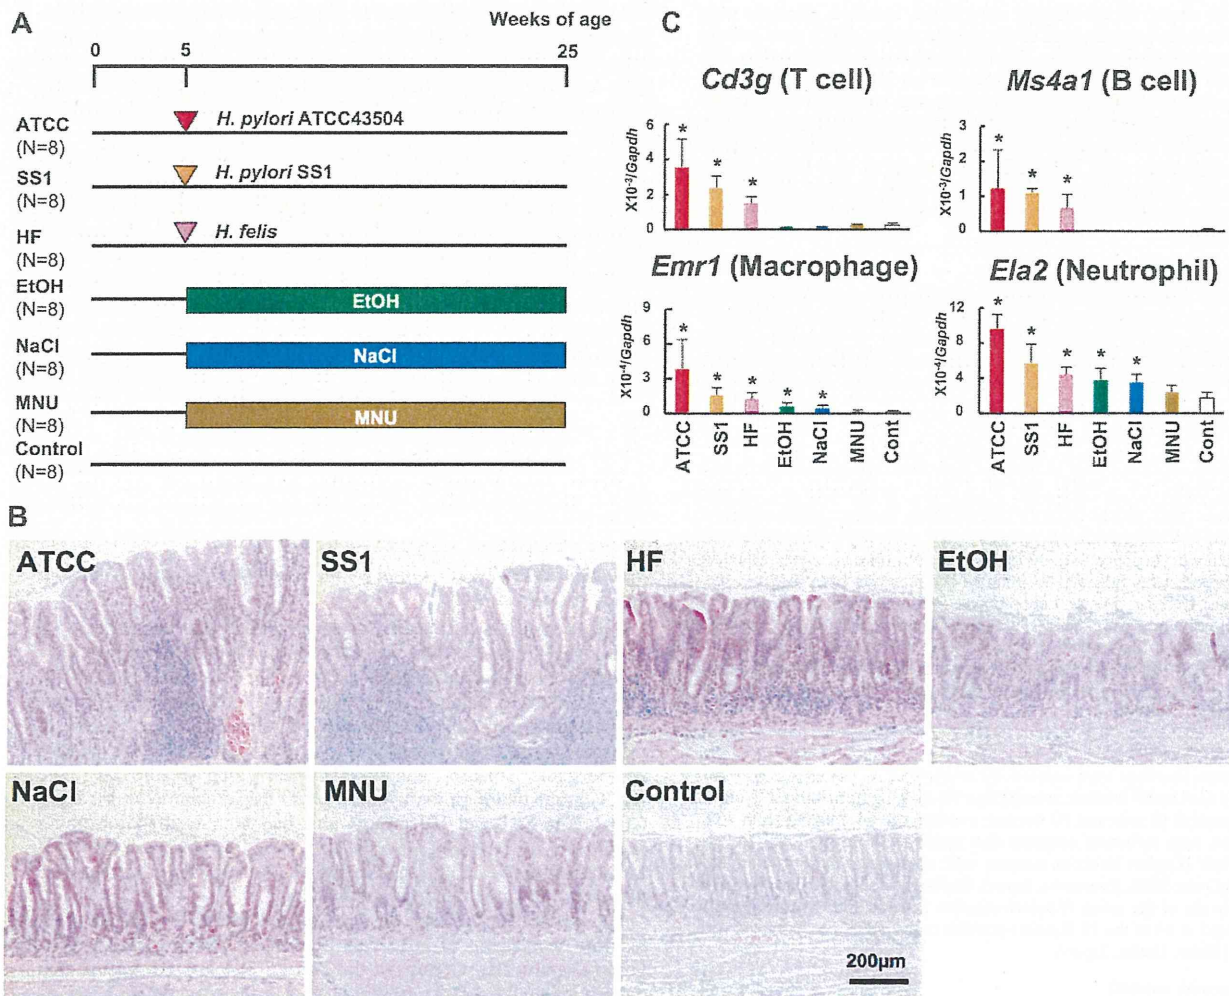 A
Weeks of age
0 5 25
ATCC
(N=8)
H. pylori ATCC43504
SS1
(N=8)
H. pylori SS1
HF
(N=8)
H. felis
EtOH
(N=8)
EtOH
NaCl
(N=8)
NaCl
MNU
(N=8)
MNU
Control
(N=8)
C
Cd3g (T cell)
X10-3/Gapdh
6
4
2
0
* * *
Ms4a1 (B cell)
X10-3/Gapdh
3
2
1
0
* * *
Emr1 (Macrophage)
X10-4/Gapdh
9
6
3
0
* * * * *
ATCC SS1 HF EtOH NaCl MNU Cont
Ela2 (Neutrophil)
X10-4/Gapdh
12
8
4
0
* * * * *
ATCC SS1 HF EtOH NaCl MNU Cont
B
ATCC
SS1
HF
EtOH
NaCl
MNU
Control
200μm